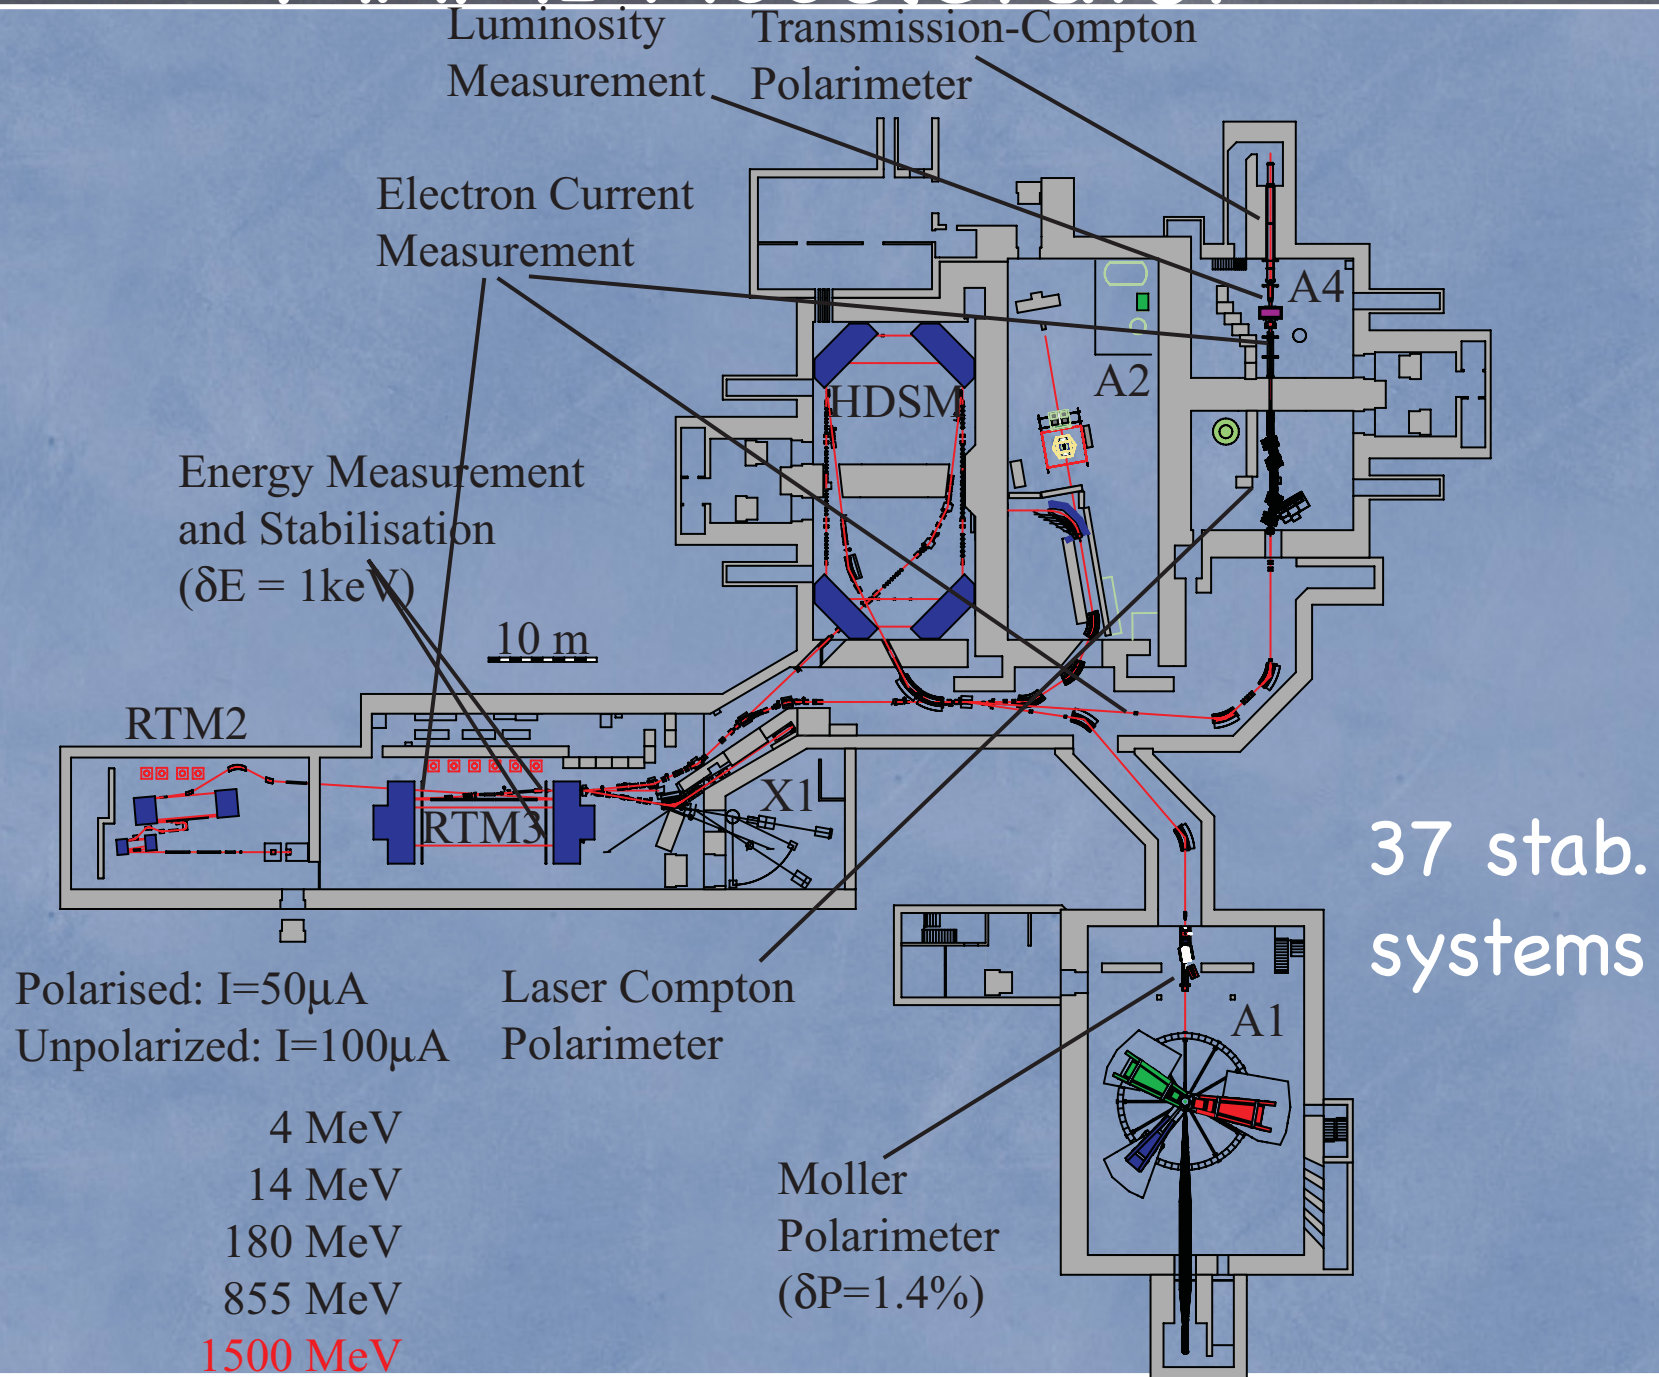 Luminosity
Measurement
Transmission-Compton
Polarimeter
Electron Current
Measurement
A4
A2
HDSM
Energy Measurement
and Stabilisation
(δE = 1keV)
10 m
RTM2
RTM3
X1
37 stab.
systems
Polarised: I=50μA
Unpolarized: I=100μA
Laser Compton
Polarimeter
A1
4 MeV
14 MeV
180 MeV
855 MeV
1500 MeV
Moller
Polarimeter
(δP=1.4%)